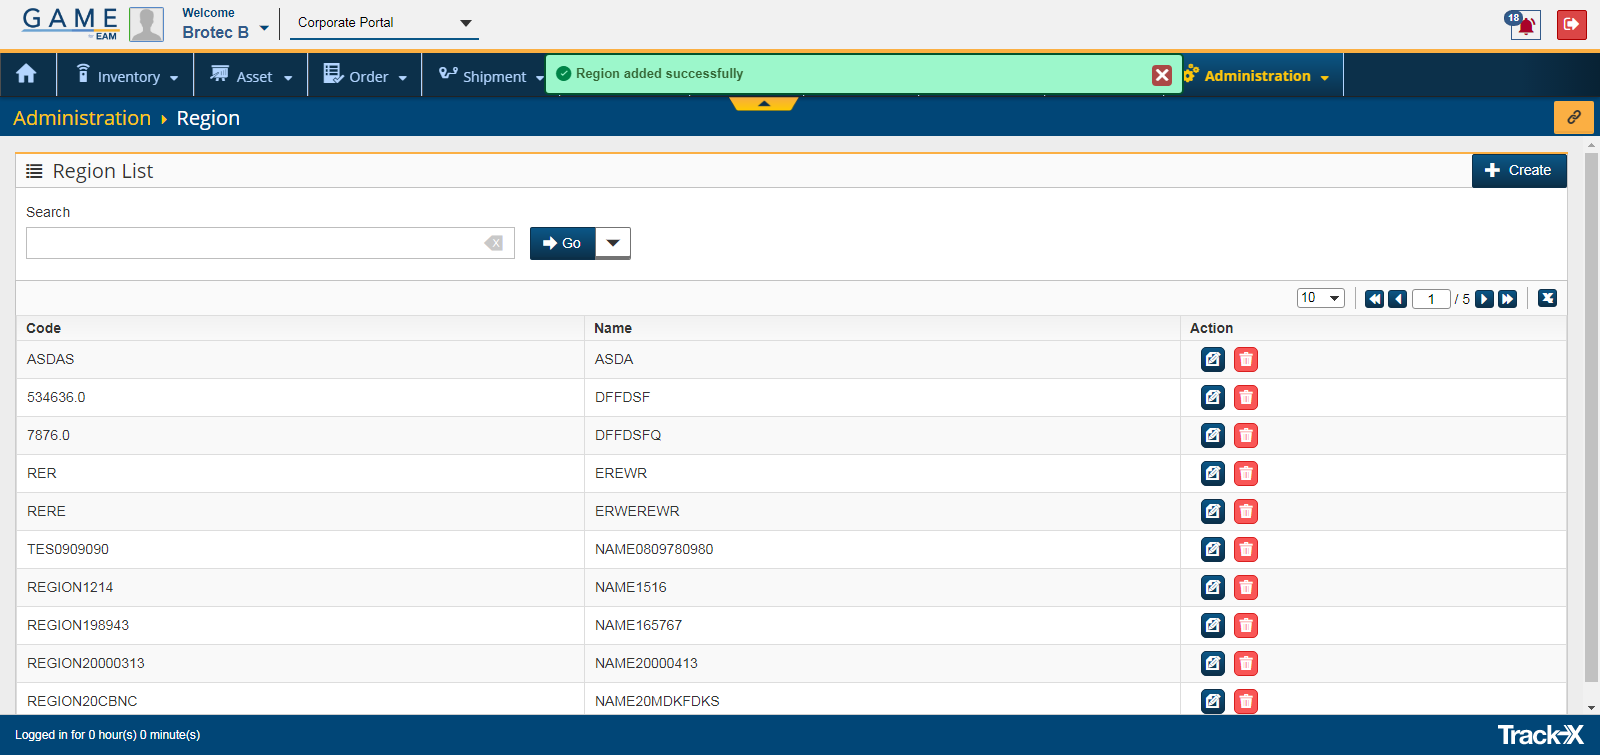 GAME
BY EAM
Welcome
Brotec B
Corporate Portal
18
Inventory
Asset
Order
Shipment
Region added successfully
Administration
Administration Region
Region List
Create
Search
Go
10
1 / 5
Code Name Action
ASDAS ASDA
534636.0 DFFDSF
7876.0 DFFDSFQ
RER EREWR
RERE ERWEREWR
TES0909090 NAME0809780980
REGION1214 NAME1516
REGION198943 NAME165767
REGION20000313 NAME20000413
REGION20CBNC NAME20MDKFDKS
Logged in for 0 hour(s) 0 minute(s)
Track-X